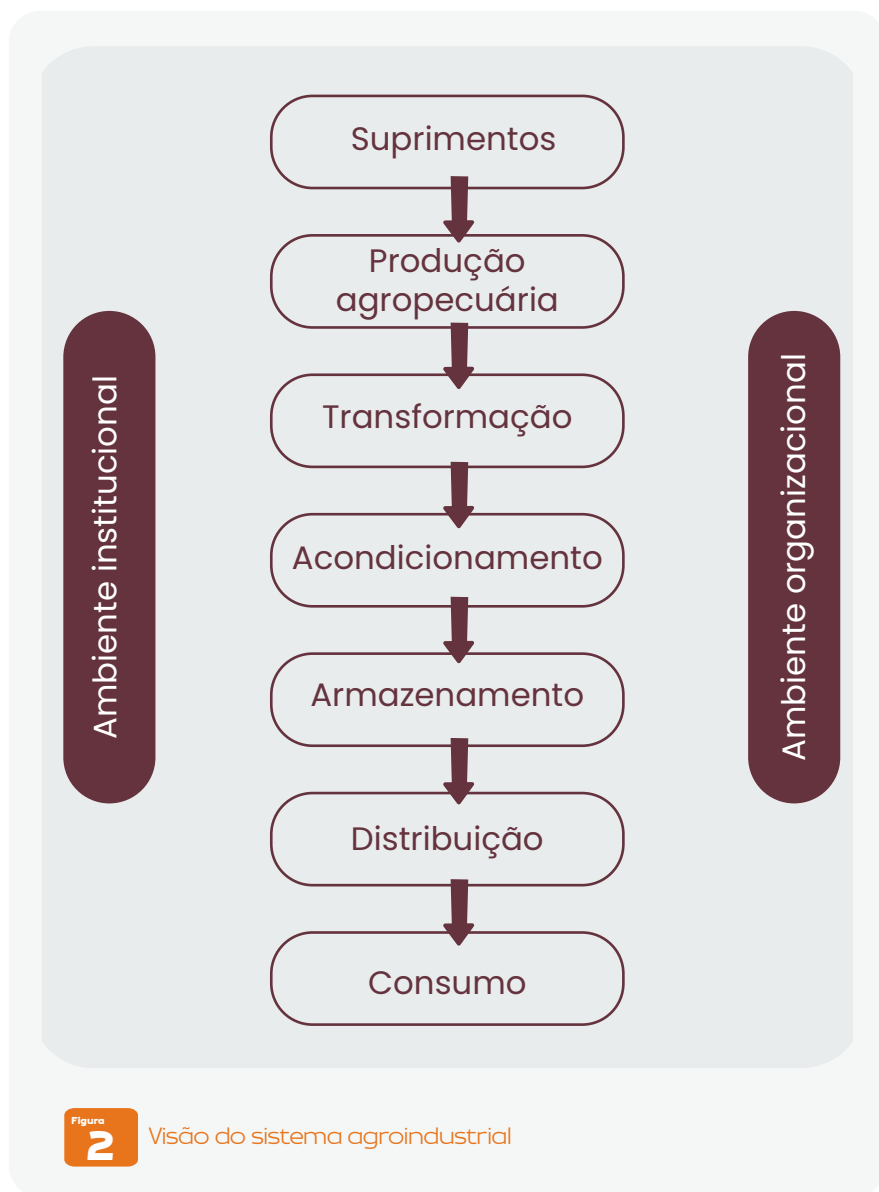 Suprimentos
Produção
agropecuária
Transformação
Acondicionamento
Armazenamento
Distribuição
Consumo
Ambiente institucional
Ambiente organizacional
Figura
2
Visão do sistema agroindustrial